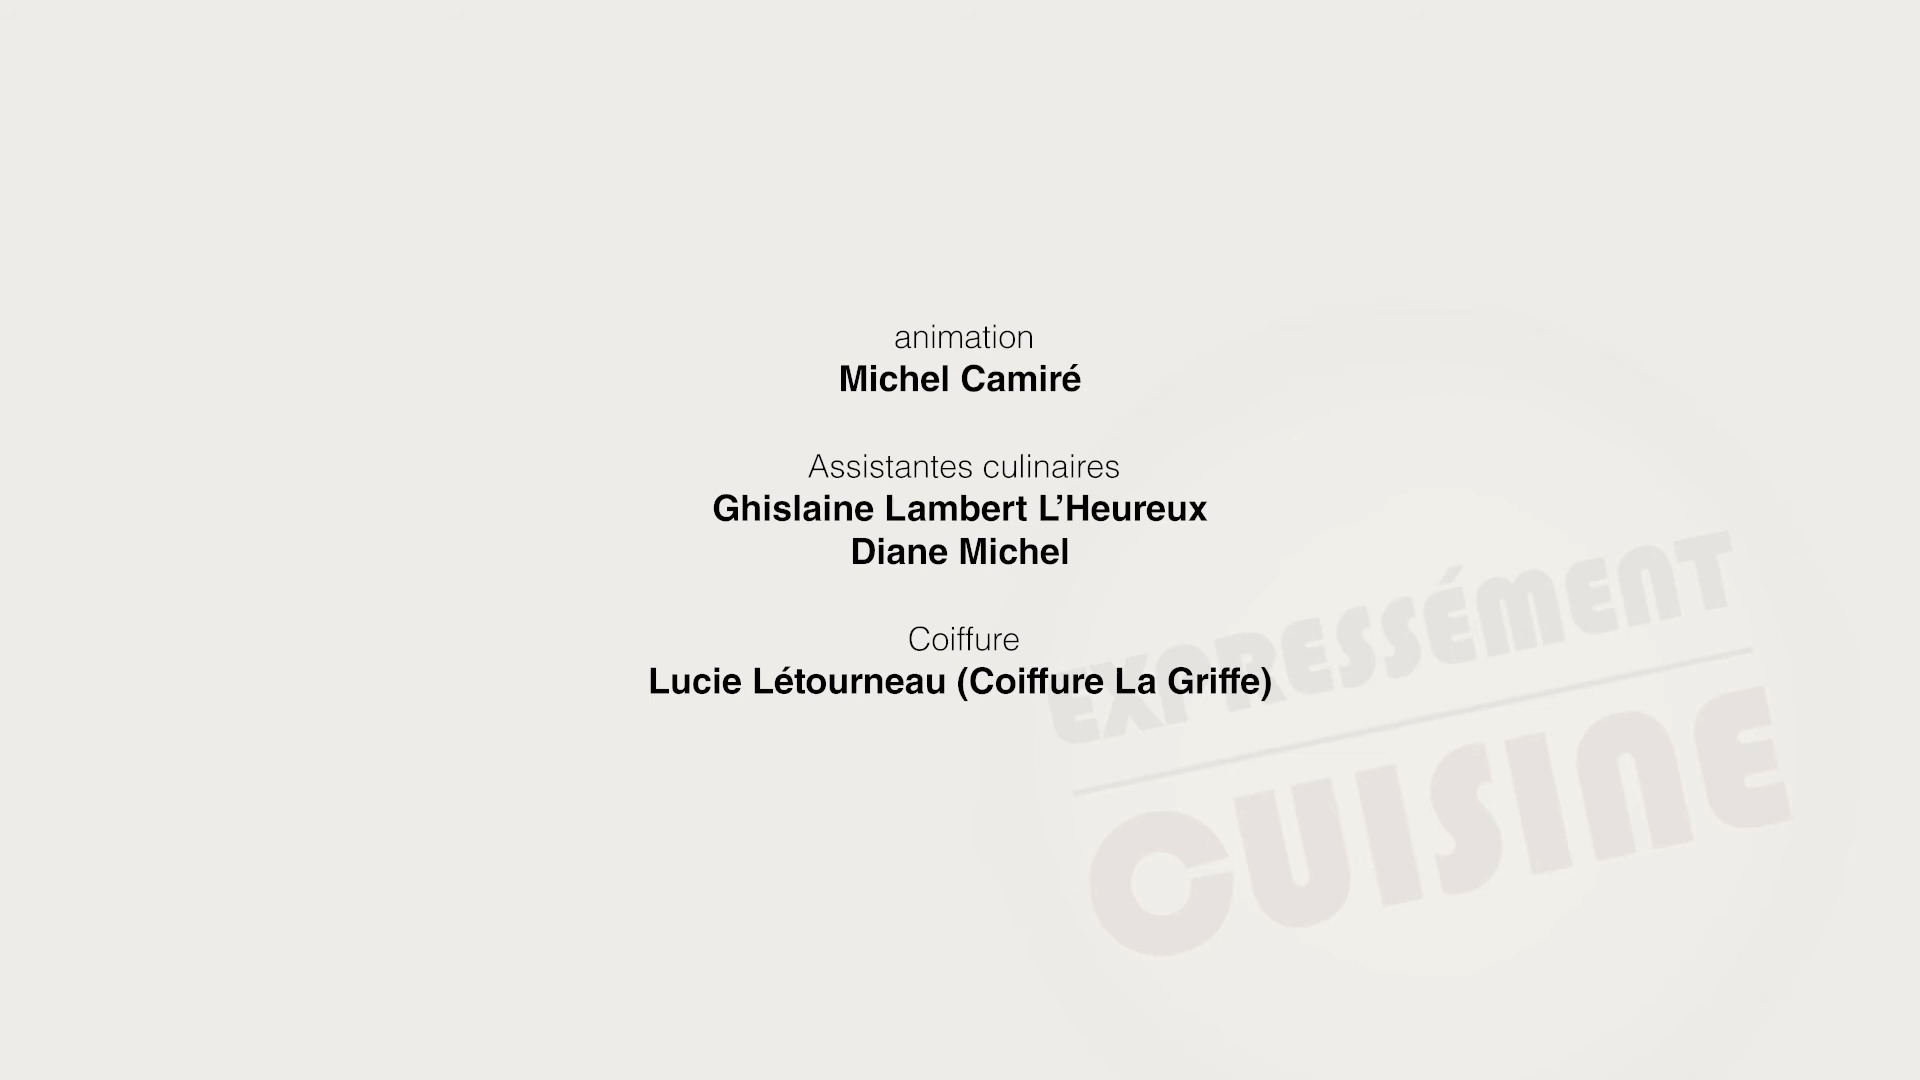 animation
Michel Camiré
Assistantes culinaires
Ghislaine Lambert L’Heureux
Diane Michel
Coiffure
Lucie Létourneau (Coiffure La Griffe)
EXPRESSÉMENT
CUISINE